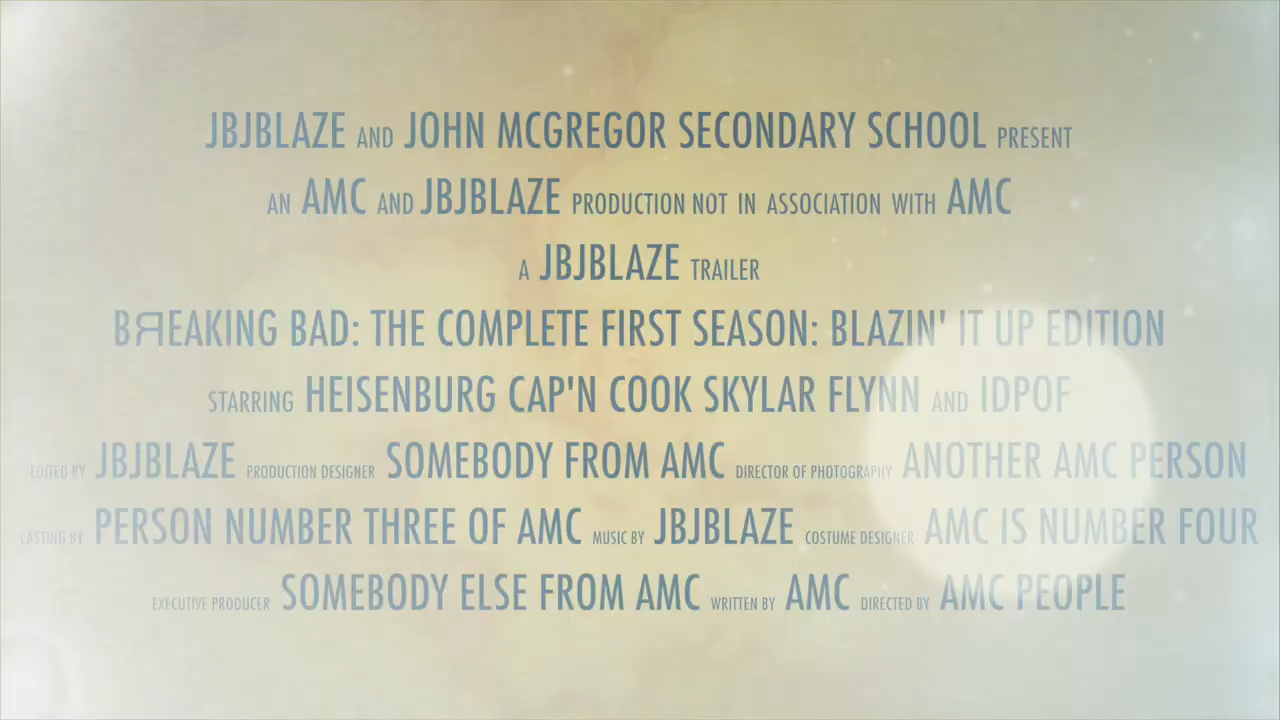 JBJBLAZE AND JOHN MCGREGOR SECONDARY SCHOOL PRESENT
AN AMC AND JBJBLAZE PRODUCTION NOT IN ASSOCIATION WITH AMC
A JBJBLAZE TRAILER
BЯEAKING BAD: THE COMPLETE FIRST SEASON: BLAZIN' IT UP EDITION
STARRING HEISENBURG CAP'N COOK SKYLAR FLYNN AND IDPOF
EDITED BY JBJBLAZE PRODUCTION DESIGNER SOMEBODY FROM AMC DIRECTOR OF PHOTOGRAPHY ANOTHER AMC PERSON
CASTING BY PERSON NUMBER THREE OF AMC MUSIC BY JBJBLAZE COSTUME DESIGNER AMC IS NUMBER FOUR
EXECUTIVE PRODUCER SOMEBODY ELSE FROM AMC WRITTEN BY AMC DIRECTED BY AMC PEOPLE